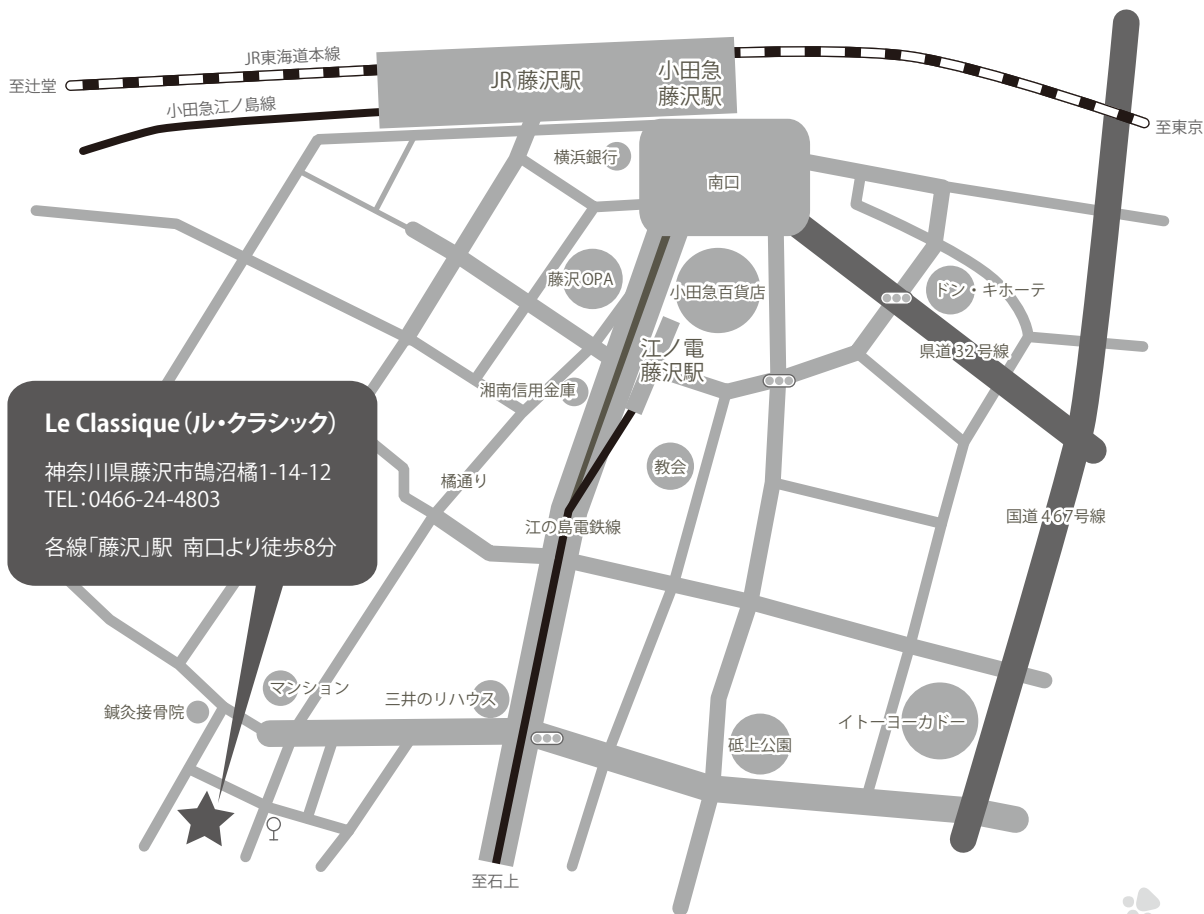 JR東海道本線
至辻堂
小田急江ノ島線
JR 藤沢駅
小田急
藤沢駅
至東京
横浜銀行
南口
藤沢OPA
小田急百貨店
ドン・キホーテ
江ノ電
藤沢駅
県道32号線
湘南信用金庫
Le Classique(ル・クラシック)
神奈川県藤沢市鵠沼橘1-14-12
TEL:0466-24-4803
各線「藤沢」駅 南口より徒歩8分
橘通り
教会
江の島電鉄線
国道467号線
マンション
三井のリハウス
鍼灸接骨院
砥上公園
イトーヨーカドー
至石上